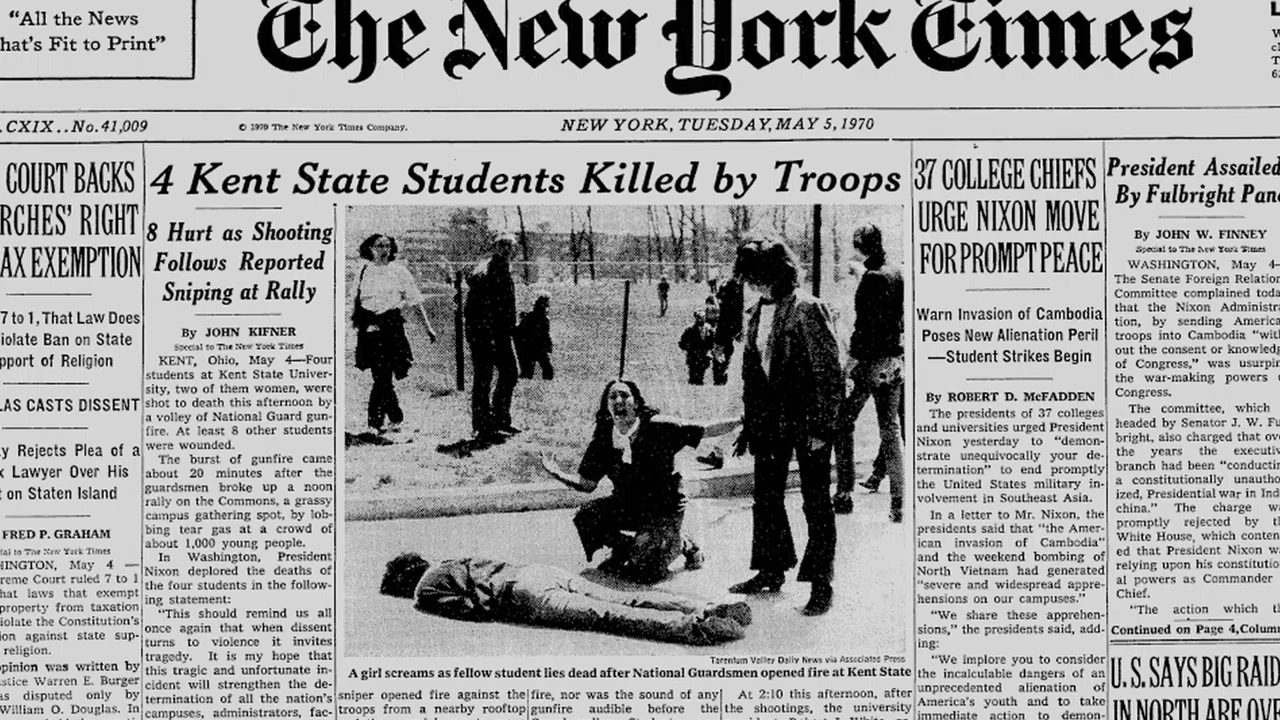 “All the News
hat’s Fit to Print”
The New York Times
. CXIX . . No. 41,009
© 1970 The New York Times Company.
NEW YORK, TUESDAY, MAY 5, 1970
COURT BACKS
RCHES’ RIGHT
AX EXEMPTION
7 to 1, That Law Does
iolate Ban on State
pport of Religion
LAS CASTS DISSENT
y Rejects Plea of a
k Lawyer Over His
t on Staten Island
FRED P. GRAHAM
ial to The New York Times
HINGTON, May 4 —
reme Court ruled 7 to 1
hat laws that exempt
property from taxation
iolate the Constitution’s
ion against state sup-
religion.
opinion was written by
stice Warren E. Burger
as disputed only by
William O. Douglas. In
4 Kent State Students Killed by Troops
8 Hurt as Shooting
Follows Reported
Sniping at Rally
By JOHN KIFNER
Special to The New York Times
KENT, Ohio, May 4—Four
students at Kent State Univer-
sity, two of them women, were
shot to death this afternoon by
a volley of National Guard gun-
fire. At least 8 other students
were wounded.
The burst of gunfire came
about 20 minutes after the
guardsmen broke up a noon
rally on the Commons, a grassy
campus gathering spot, by lob-
bing tear gas at a crowd of
about 1,000 young people.
In Washington, President
Nixon deplored the deaths of
the four students in the follow-
ing statement:
“This should remind us all
once again that when dissent
turns to violence it invites
tragedy. It is my hope that
this tragic and unfortunate in-
cident will strengthen the de-
termination of all the nation’s
campuses, administrators, fac-
Tarentum Valley Daily News via Associated Press
A girl screams as fellow student lies dead after National Guardsmen opened fire at Kent State
sniper opened fire against the
troops from a nearby rooftop
fire, nor was the sound of any
gunfire audible before the
At 2:10 this afternoon, after
the shootings, the university
37 COLLEGE CHIEFS
URGE NIXON MOVE
FOR PROMPT PEACE
Warn Invasion of Cambodia
Poses New Alienation Peril
—Student Strikes Begin
By ROBERT D. McFADDEN
The presidents of 37 colleges
and universities urged President
Nixon yesterday to “demon-
strate unequivocally your de-
termination” to end promptly
the United States military in-
volvement in Southeast Asia.
In a letter to Mr. Nixon, the
presidents said that “the Amer-
ican invasion of Cambodia”
and the weekend bombing of
North Vietnam had generated
“severe and widespread appre-
hensions on our campuses.”
“We share these apprehen-
sions,” the presidents said, add-
ing:
“We implore you to consider
the incalculable dangers of an
unprecedented alienation of
America’s youth and to take
immediate action to demon-
President Assailed
By Fulbright Pane
By JOHN W. FINNEY
Special to The New York Times
WASHINGTON, May 4—
The Senate Foreign Relation
Committee complained toda
that the Nixon Administra
tion, by sending America
troops into Cambodia “with
out the consent or knowledg
of Congress,” was usurpin
the war-making powers o
Congress.
The committee, which i
headed by Senator J. W. Fu
bright, also charged that ove
the years the executiv
branch had been “conductin
a constitutionally unautho
ized, Presidential war in Ind
china.” The charge wa
promptly rejected by th
White House, which conten
ed that President Nixon w
relying upon his constitutio
al powers as Commander
Chief.
“The action which th
Continued on Page 4, Column
U.S. SAYS BIG RAID
IN NORTH ARE OVE